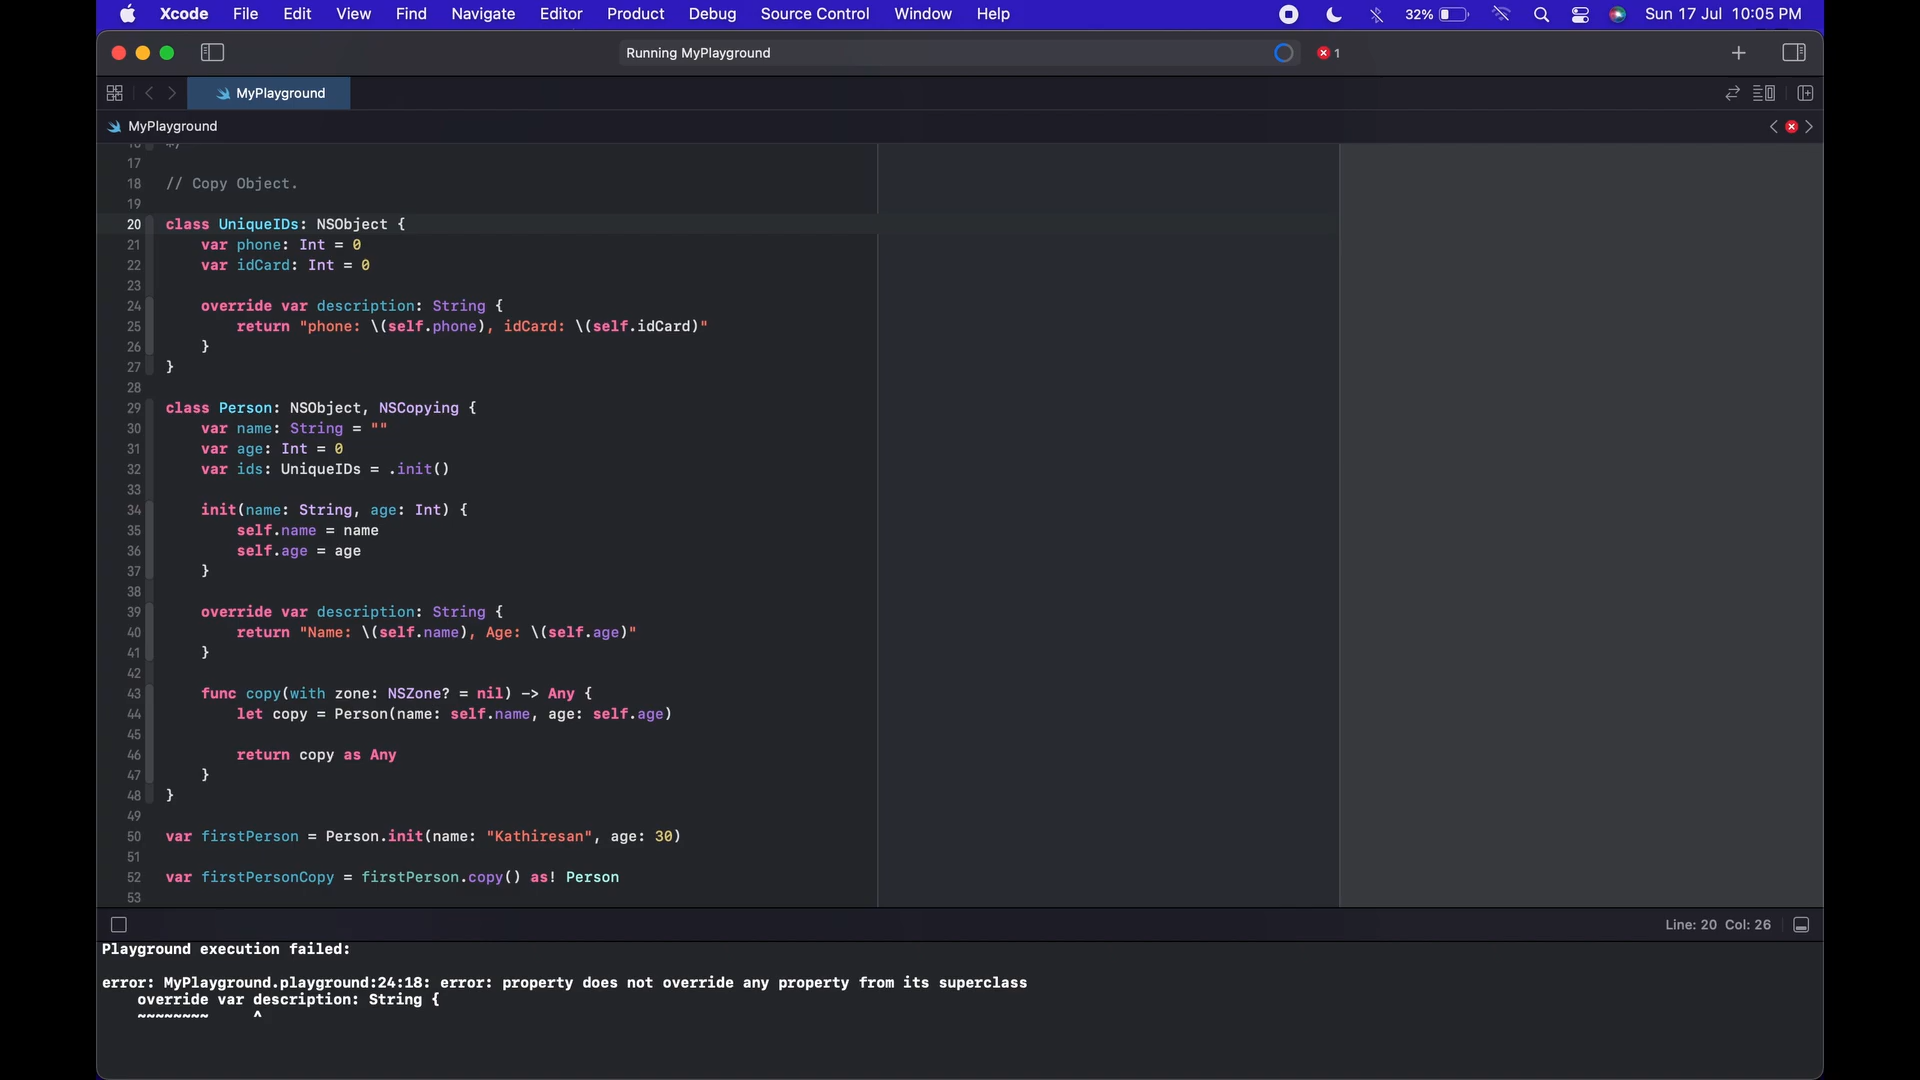 Xcode File Edit View Find Navigate Editor Product Debug Source Control Window Help 32% Sun 17 Jul 10:05 PM
Running MyPlayground 1
MyPlayground
MyPlayground
17
18 // Copy Object.
19
20 class UniqueIDs: NSObject {
21 var phone: Int = 0
22 var idCard: Int = 0
23
24 override var description: String {
25 return "phone: \(self.phone), idCard: \(self.idCard)"
26 }
27 }
28
29 class Person: NSObject, NSCopying {
30 var name: String = ""
31 var age: Int = 0
32 var ids: UniqueIDs = .init()
33
34 init(name: String, age: Int) {
35 self.name = name
36 self.age = age
37 }
38
39 override var description: String {
40 return "Name: \(self.name), Age: \(self.age)"
41 }
42
43 func copy(with zone: NSZone? = nil) -> Any {
44 let copy = Person(name: self.name, age: self.age)
45
46 return copy as Any
47 }
48 }
49
50 var firstPerson = Person.init(name: "Kathiresan", age: 30)
51
52 var firstPersonCopy = firstPerson.copy() as! Person
53
Line: 20 Col: 26
Playground execution failed:
error: MyPlayground.playground:24:18: error: property does not override any property from its superclass
override var description: String {
~~~~~~~~ ^